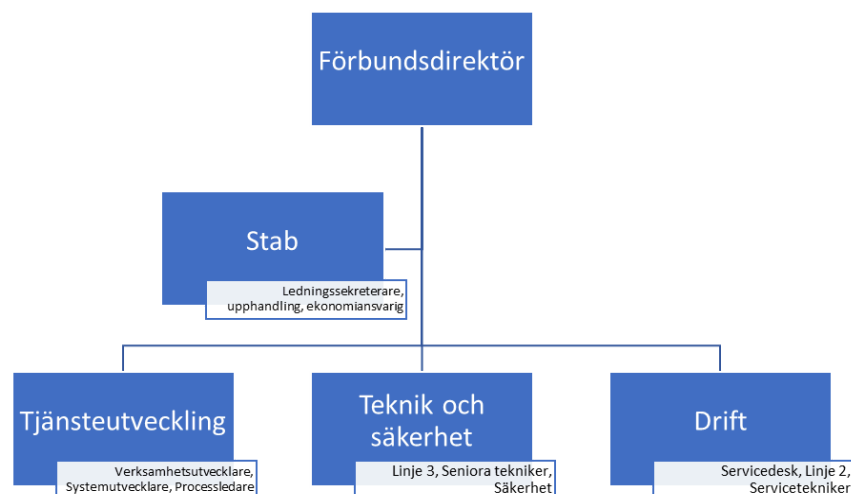 Förbundsdirektör
Stab
Ledningssekreterare,
upphandling, ekonomiansvarig
Tjänsteutveckling
Verksamhetsutvecklare,
Systemutvecklare, Processledare
Teknik och
säkerhet
Linje 3, Seniora tekniker,
Säkerhet
Drift
Servicedesk, Linje 2,
Servicetekniker